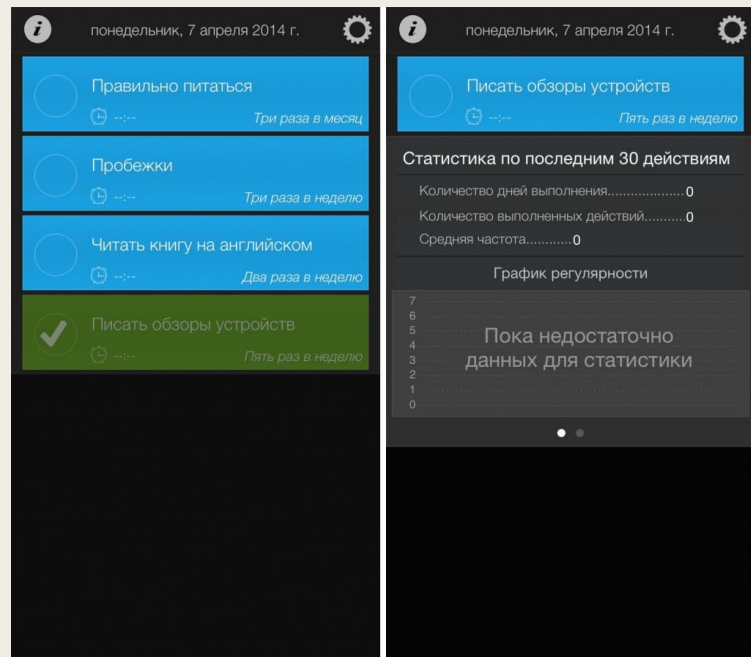 понедельник, 7 апреля 2014 г.
Правильно питаться
--:-- Три раза в месяц
Пробежки
--:-- Три раза в неделю
Читать книгу на английском
--:-- Два раза в неделю
Писать обзоры устройств
--:-- Пять раз в неделю
понедельник, 7 апреля 2014 г.
Писать обзоры устройств
--:-- Пять раз в неделю
Статистика по последним 30 действиям
Количество дней выполнения.....................0
Количество выполненных действий...........0
Средняя частота............0
График регулярности
7
6
5
4
3
2
1
0
Пока недостаточно
данных для статистики